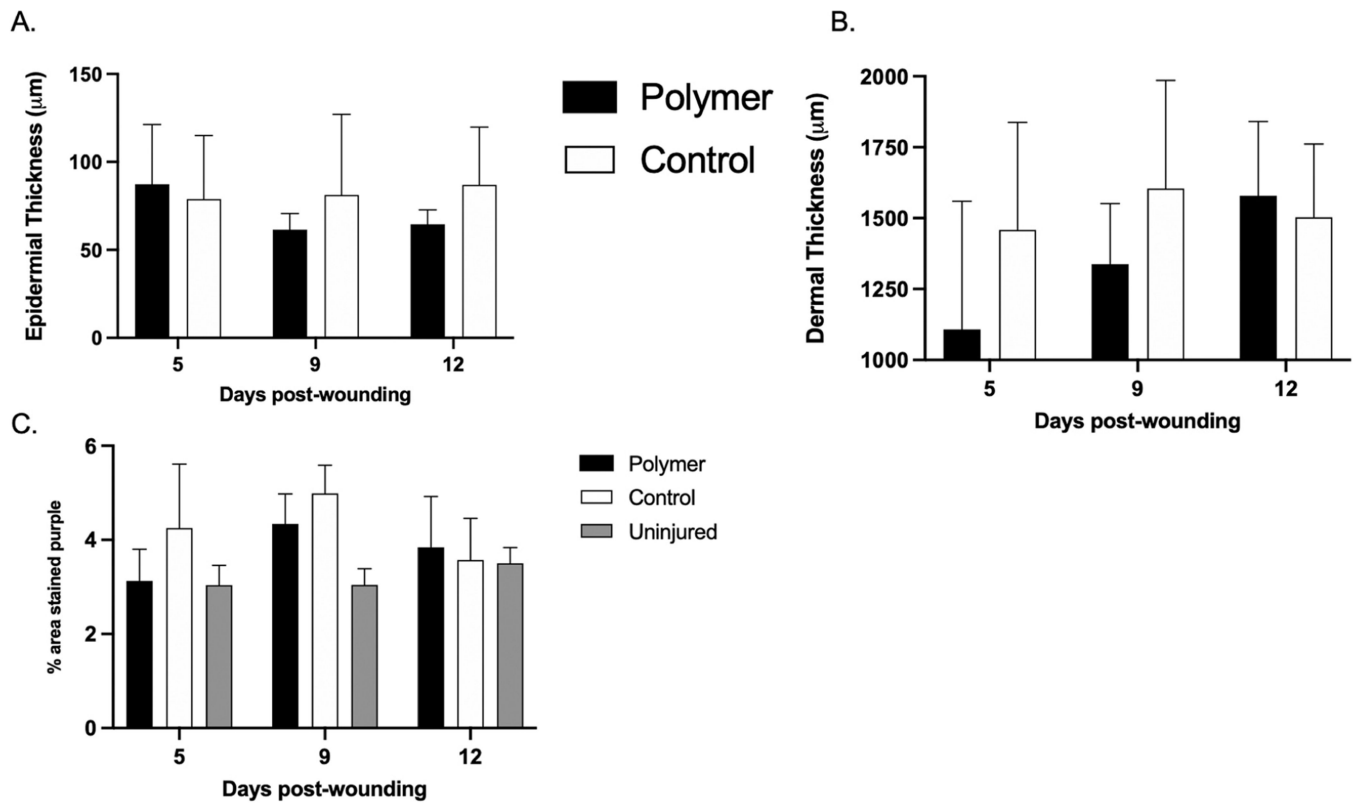 A.
Epidermial Thickness (μm)
150
100
50
0
5
9
12
Days post-wounding
Polymer
Control
B.
Dermal Thickness (μm)
2000
1750
1500
1250
1000
5
9
12
Days post-wounding
C.
% area stained purple
6
4
2
0
5
9
12
Days post-wounding
Polymer
Control
Uninjured